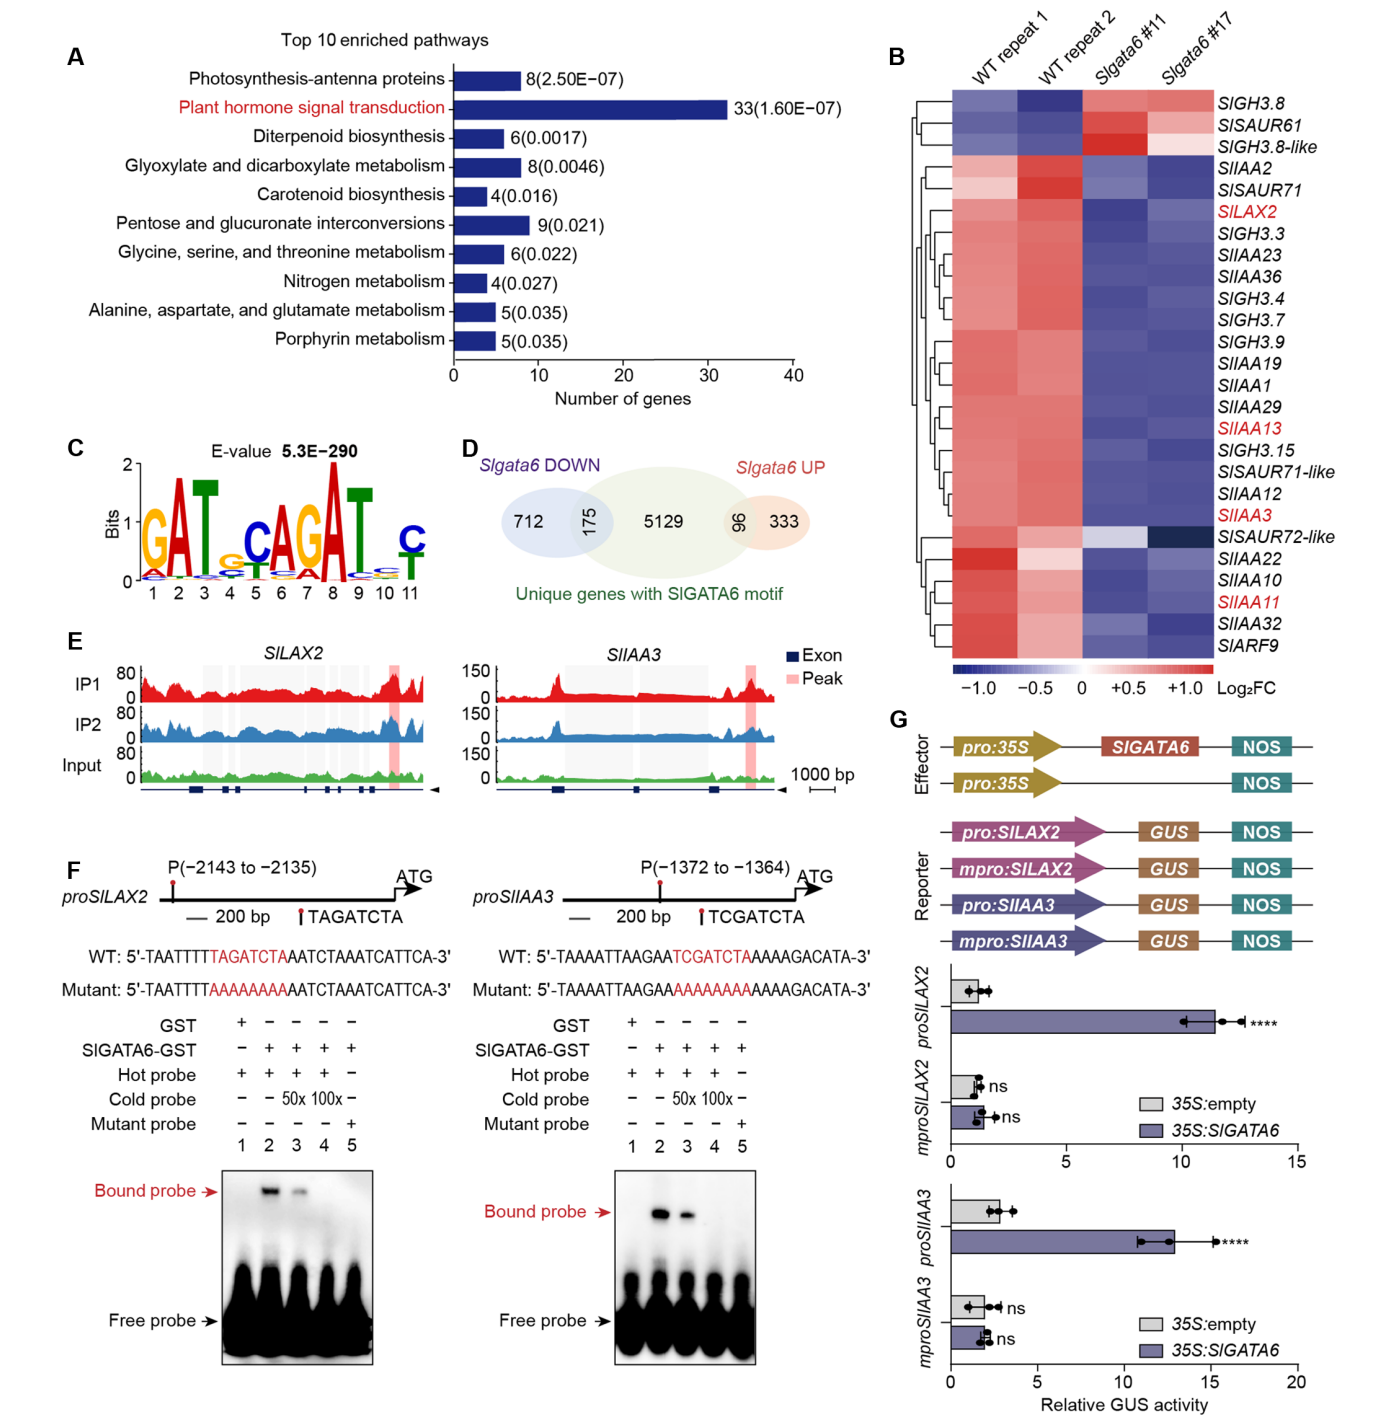 A
Top 10 enriched pathways
Photosynthesis-antenna proteins 8(2.50E−07)
Plant hormone signal transduction 33(1.60E−07)
Diterpenoid biosynthesis 6(0.0017)
Glyoxylate and dicarboxylate metabolism 8(0.0046)
Carotenoid biosynthesis 4(0.016)
Pentose and glucuronate interconversions 9(0.021)
Glycine, serine, and threonine metabolism 6(0.022)
Nitrogen metabolism 4(0.027)
Alanine, aspartate, and glutamate metabolism 5(0.035)
Porphyrin metabolism 5(0.035)
0 10 20 30 40
Number of genes
B
WT repeat 1
WT repeat 2
Slgata6 #11
Slgata6 #17
SlGH3.8
SlSAUR61
SlGH3.8-like
SlIAA2
SlSAUR71
SlLAX2
SlGH3.3
SlIAA23
SlIAA36
SlGH3.4
SlGH3.7
SlGH3.9
SlIAA19
SlIAA1
SlIAA29
SlIAA13
SlGH3.15
SlSAUR71-like
SlIAA12
SlIAA3
SlSAUR72-like
SlIAA22
SlIAA10
SlIAA11
SlIAA32
SlARF9
−1.0 −0.5 0 +0.5 +1.0 Log₂FC
C
E-value 5.3E−290
Bits
2
1
0
GATGCAGAT C
1 2 3 4 5 6 7 8 9 10 11
D
Slgata6 DOWN
Slgata6 UP
712 175 5129 96 333
Unique genes with SlGATA6 motif
E
SlLAX2
SlIAA3
Exon
Peak
IP1 80 0 150 0
IP2 80 0 150 0
Input 80 0 150 0
1000 bp
F
P(−2143 to −2135)
ATG
proSlLAX2
200 bp TAGATCTA
WT: 5'-TAATTTTTAGATCTAAATCTAAATCATTCA-3'
Mutant: 5'-TAATTTTAAAAAAAAAATCTAAATCATTCA-3'
GST + − − − −
SlGATA6-GST − + + + +
Hot probe + + + + −
Cold probe − − 50x 100x −
Mutant probe − − − − +
1 2 3 4 5
Bound probe
Free probe
P(−1372 to −1364)
ATG
proSlIAA3
200 bp TCGATCTA
WT: 5'-TAAAATTAAGAATCGATCTAAAAAGACATA-3'
Mutant: 5'-TAAAATTAAGAAAAAAAAAAAAAAGACATA-3'
GST + − − − −
SlGATA6-GST − + + + +
Hot probe + + + + −
Cold probe − − 50x 100x −
Mutant probe − − − − +
1 2 3 4 5
Bound probe
Free probe
G
Effector
pro:35S SlGATA6 NOS
pro:35S NOS
Reporter
pro:SlLAX2 GUS NOS
mpro:SlLAX2 GUS NOS
pro:SlIAA3 GUS NOS
mpro:SlIAA3 GUS NOS
proSlLAX2
****
mproSlLAX2
ns
ns
35S:empty
35S:SlGATA6
0 5 10 15
proSlIAA3
****
mproSlIAA3
ns
ns
35S:empty
35S:SlGATA6
0 5 10 15 20
Relative GUS activity